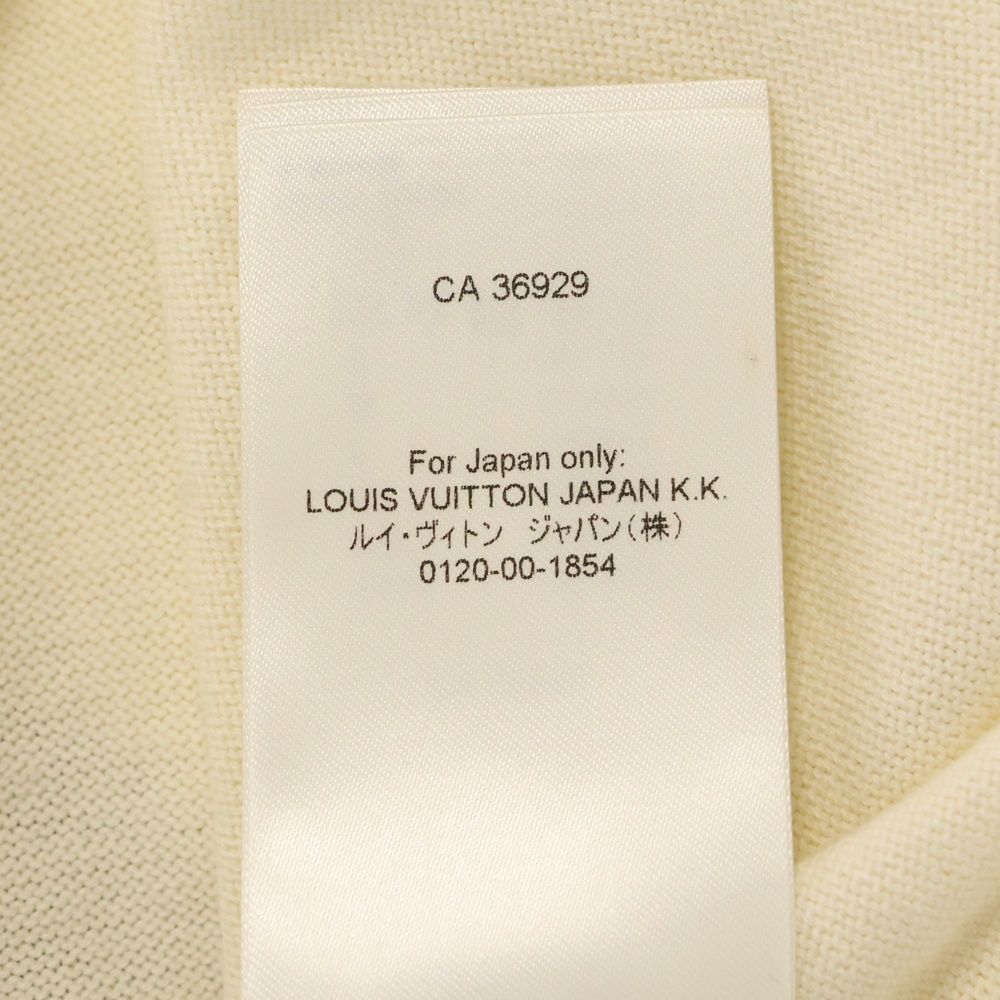 CA 36929
For Japan only:
LOUIS VUITTON JAPAN K.K.
ルイ・ヴィトン　ジャパン(株)
0120-00-1854